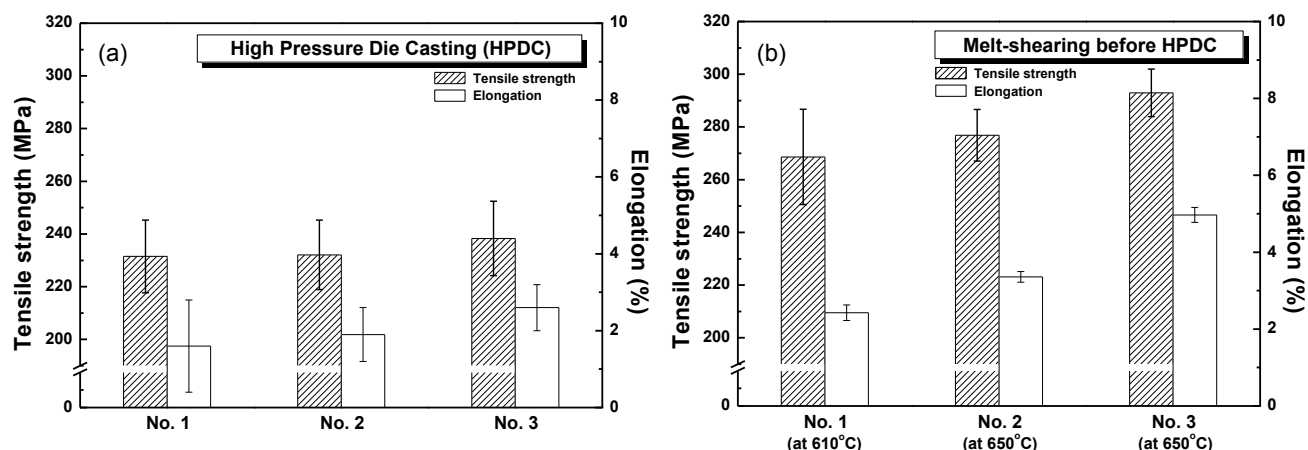 (a)
High Pressure Die Casting (HPDC)
Tensile strength
Elongation
Tensile strength (MPa)
320
300
280
260
240
220
200
0
Elongation (%)
10
8
6
4
2
0
No. 1
No. 2
No. 3
(b)
Melt-shearing before HPDC
Tensile strength
Elongation
Tensile strength (MPa)
320
300
280
260
240
220
200
0
Elongation (%)
10
8
6
4
2
0
No. 1
(at 610°C)
No. 2
(at 650°C)
No. 3
(at 650°C)